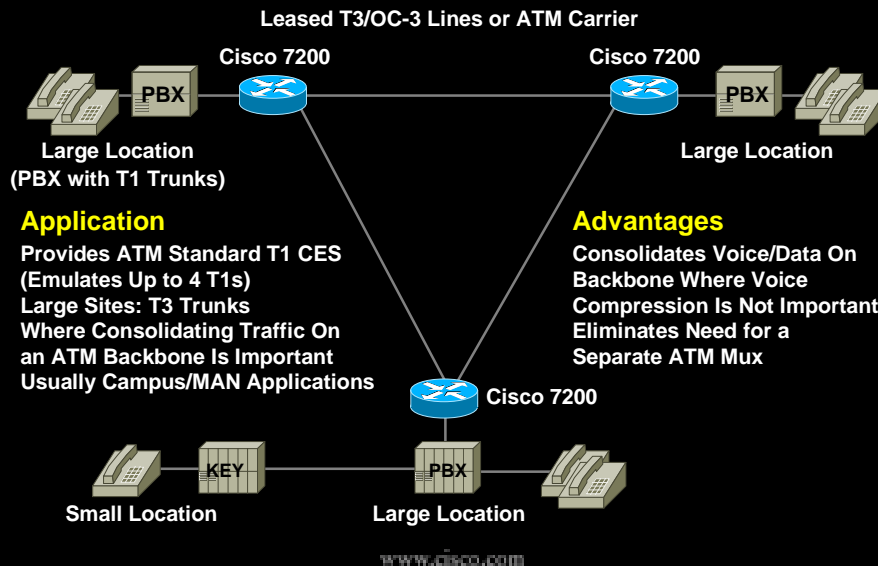 Leased T3/OC-3 Lines or ATM Carrier
Cisco 7200
Cisco 7200
PBX
PBX
Large Location
(PBX with T1 Trunks)
Large Location
Application
Provides ATM Standard T1 CES
(Emulates Up to 4 T1s)
Large Sites: T3 Trunks
Where Consolidating Traffic On
an ATM Backbone Is Important
Usually Campus/MAN Applications
Advantages
Consolidates Voice/Data On
Backbone Where Voice
Compression Is Not Important
Eliminates Need for a
Separate ATM Mux
Cisco 7200
KEY
PBX
Small Location
Large Location
www.cisco.com